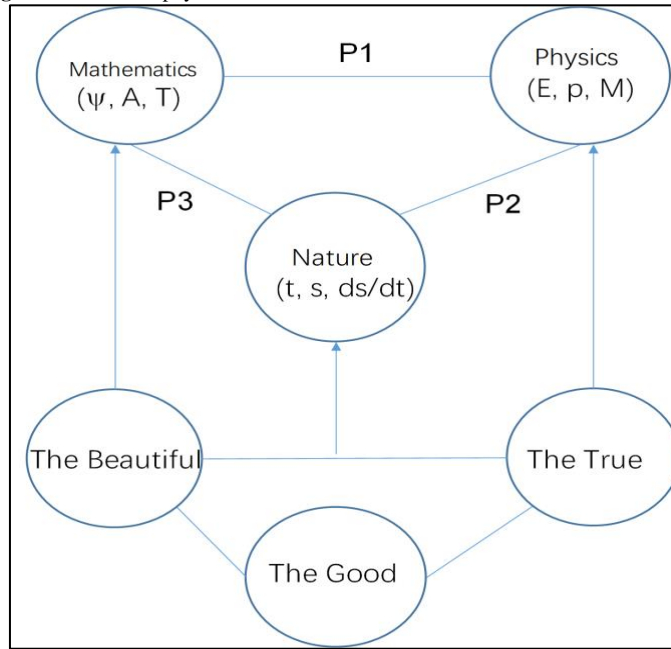 P1
Mathematics
(ψ, A, T)
Physics
(E, p, M)
P3
P2
Nature
(t, s, ds/dt)
The Beautiful
The True
The Good